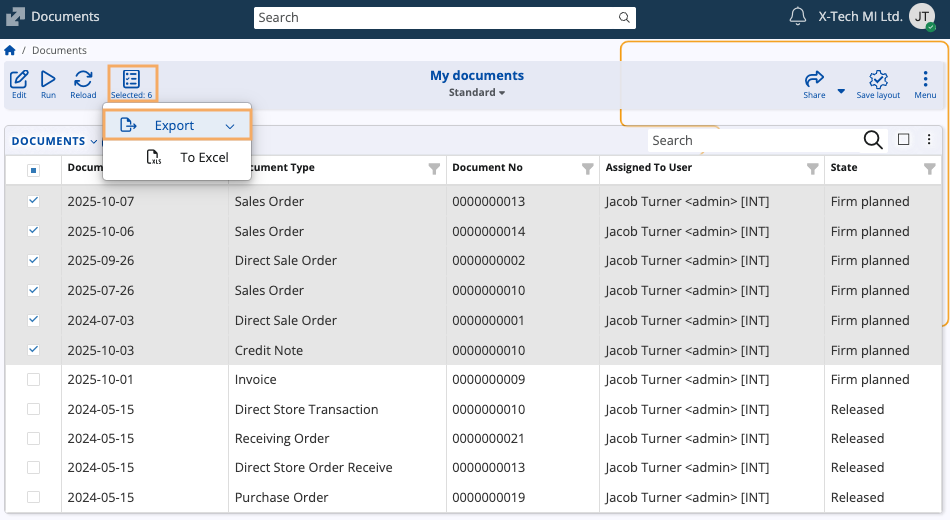 Documents
Search
X-Tech MI Ltd.
JT
/ Documents
Edit
Run
Reload
Selected: 6
My documents
Standard
Share
Save layout
Menu
Export
XLS To Excel
DOCUMENTS
Search
Docum
cument Type
Document No
Assigned To User
State
2025-10-07 Sales Order 0000000013 Jacob Turner <admin> [INT] Firm planned
2025-10-06 Sales Order 0000000014 Jacob Turner <admin> [INT] Firm planned
2025-09-26 Direct Sale Order 0000000002 Jacob Turner <admin> [INT] Firm planned
2025-07-26 Sales Order 0000000010 Jacob Turner <admin> [INT] Firm planned
2024-07-03 Direct Sale Order 0000000001 Jacob Turner <admin> [INT] Firm planned
2025-10-03 Credit Note 0000000010 Jacob Turner <admin> [INT] Firm planned
2025-10-01 Invoice 0000000009 Jacob Turner <admin> [INT] Firm planned
2024-05-15 Direct Store Transaction 0000000010 Jacob Turner <admin> [INT] Released
2024-05-15 Receiving Order 0000000021 Jacob Turner <admin> [INT] Released
2024-05-15 Direct Store Order Receive 0000000013 Jacob Turner <admin> [INT] Released
2024-05-15 Purchase Order 0000000019 Jacob Turner <admin> [INT] Released